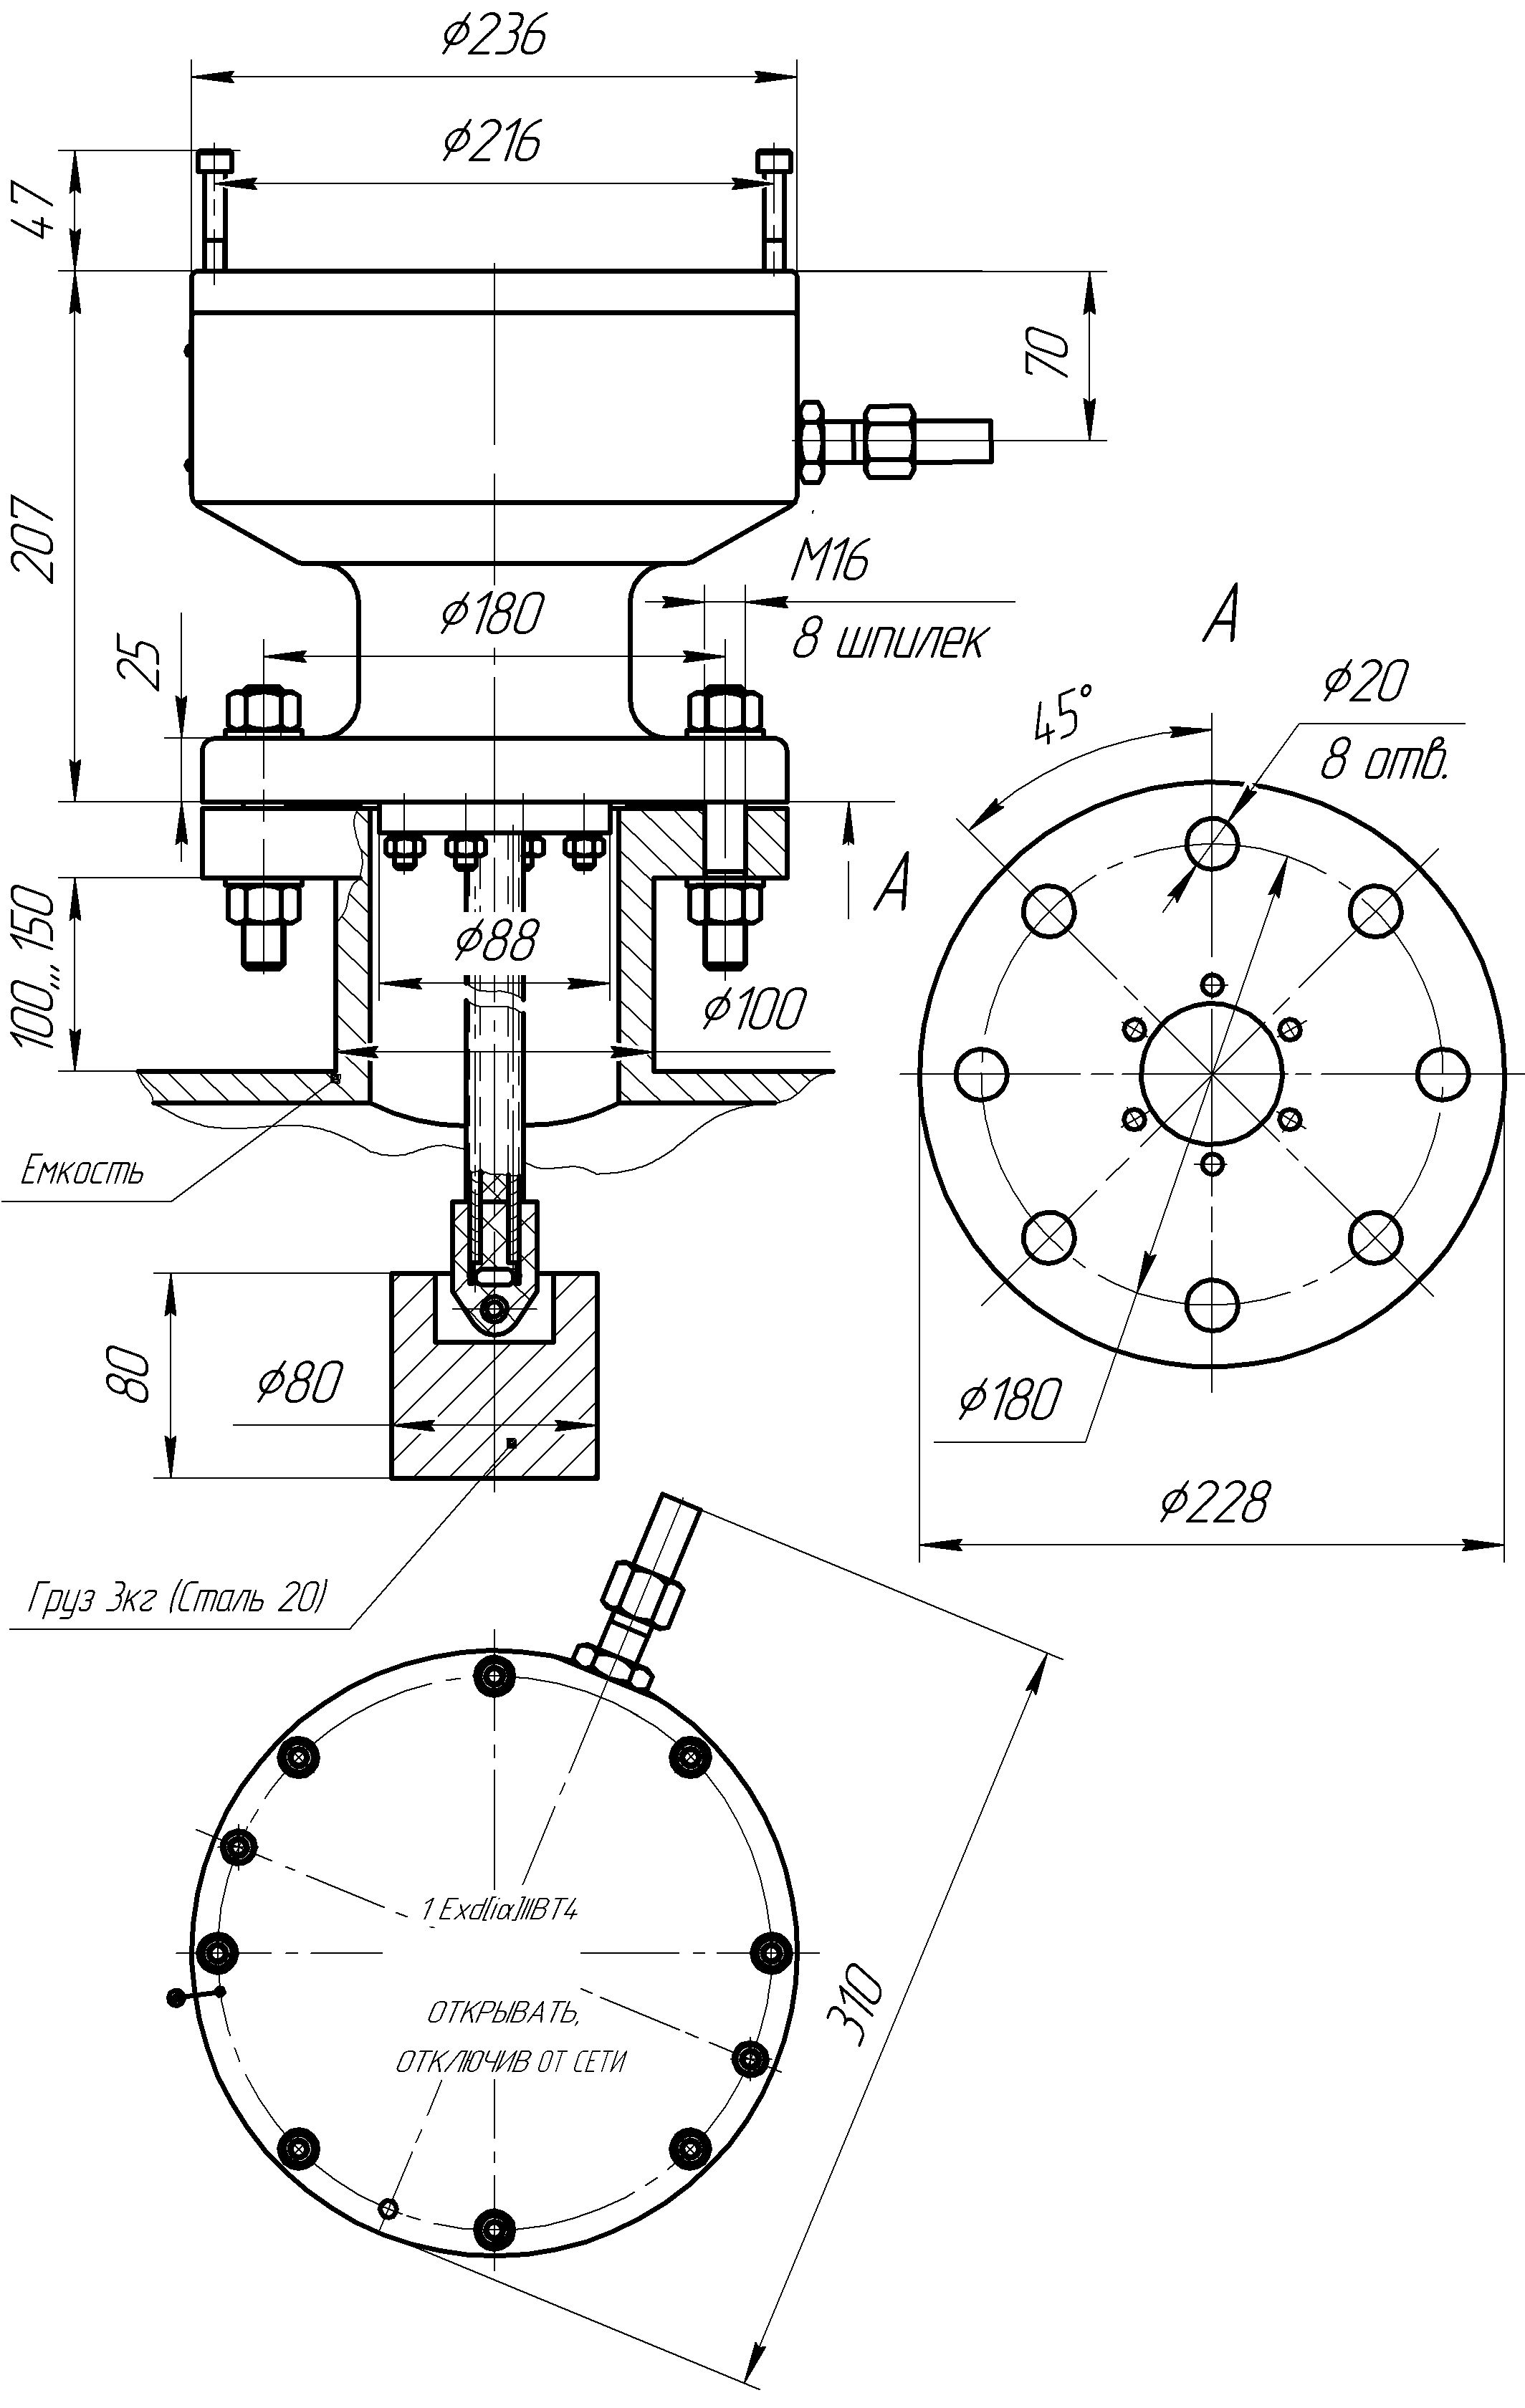 ϕ236
ϕ216
47
70
207
М16
8 шпилек
ϕ180
25
А
ϕ20
8 отв.
45°
А
100,,,150
ϕ88
ϕ100
Емкость
80
ϕ80
ϕ180
ϕ228
Груз 3кг (Сталь 20)
1 Exd[ia]IIBT4
310
ОТКРЫВАТЬ,
ОТКЛЮЧИВ ОТ СЕТИ